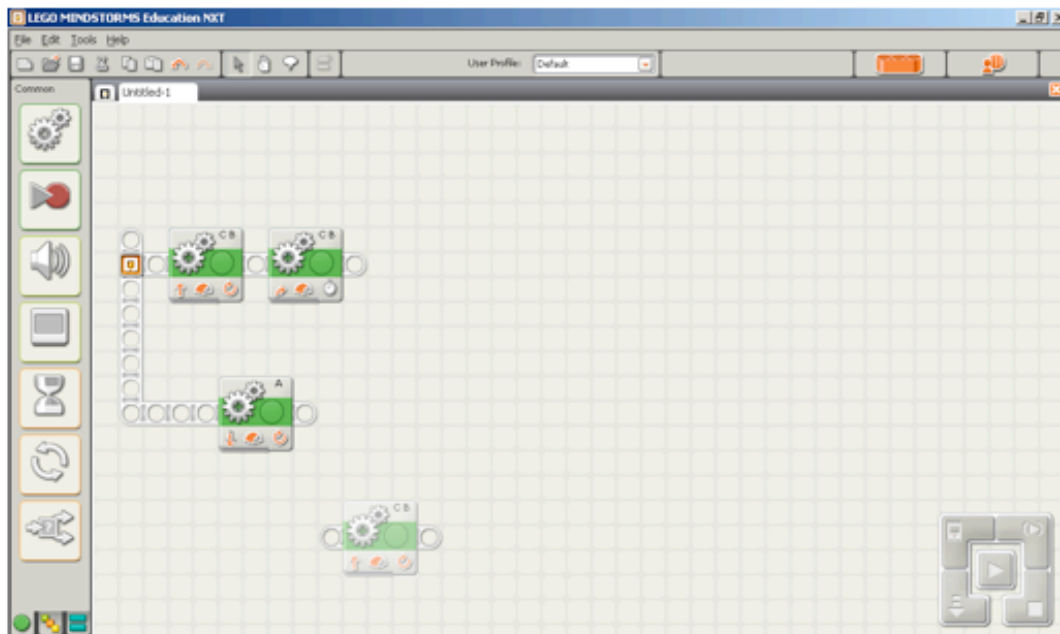 LEGO MINDSTORMS Education NXT
File Edit Tools Help
User Profile: Default
Common
Untitled-1
C B
C B
A
C B